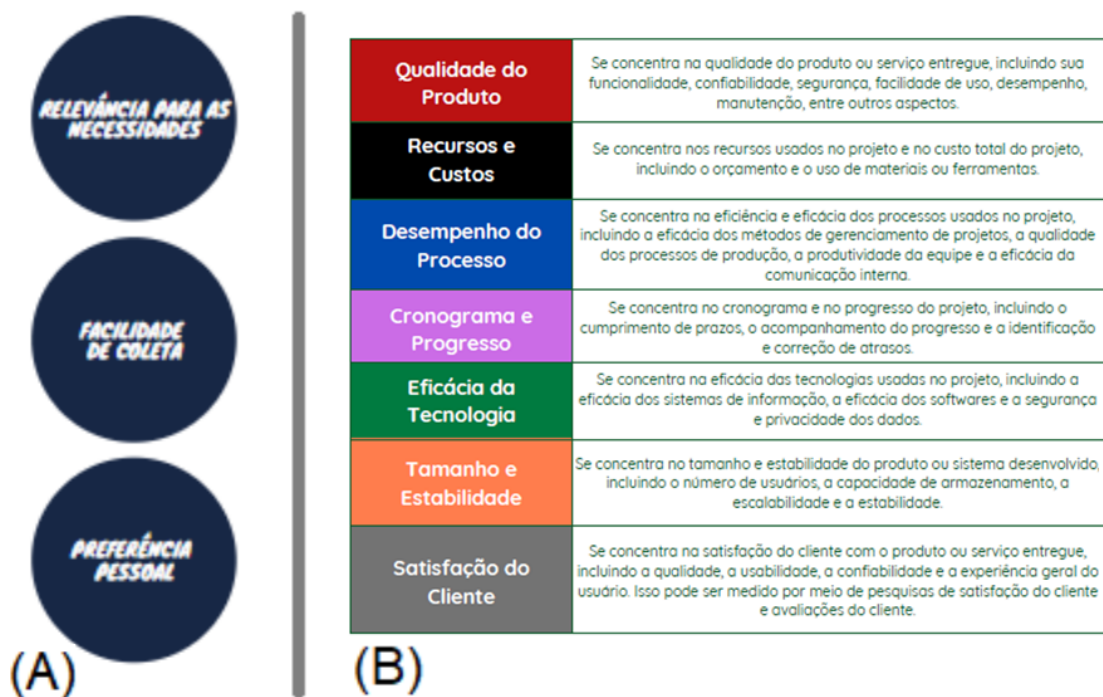 RELEVÂNCIA PARA AS
NECESSIDADES
FACILIDADE
DE COLETA
PREFERÊNCIA
PESSOAL
(A)
Qualidade do
Produto
Se concentra na qualidade do produto ou serviço entregue, incluindo sua
funcionalidade, confiabilidade, segurança, facilidade de uso, desempenho,
manutenção, entre outros aspectos.
Recursos e
Custos
Se concentra nos recursos usados no projeto e no custo total do projeto,
incluindo o orçamento e o uso de materiais ou ferramentas.
Desempenho do
Processo
Se concentra na eficiência e eficácia dos processos usados no projeto,
incluindo a eficácia dos métodos de gerenciamento de projetos, a qualidade
dos processos de produção, a produtividade da equipe e a eficácia da
comunicação interna.
Cronograma e
Progresso
Se concentra no cronograma e no progresso do projeto, incluindo o
cumprimento de prazos, o acompanhamento do progresso e a identificação
e correção de atrasos.
Eficácia da
Tecnologia
Se concentra na eficácia das tecnologias usadas no projeto, incluindo a
eficácia dos sistemas de informação, a eficácia dos softwares e a segurança
e privacidade dos dados.
Tamanho e
Estabilidade
Se concentra no tamanho e estabilidade do produto ou sistema desenvolvido,
incluindo o número de usuários, a capacidade de armazenamento, a
escalabilidade e a estabilidade.
Satisfação do
Cliente
Se concentra na satisfação do cliente com o produto ou serviço entregue,
incluindo a qualidade, a usabilidade, a confiabilidade e a experiência geral do
usuário. Isso pode ser medido por meio de pesquisas de satisfação do cliente
e avaliações do cliente.
(B)